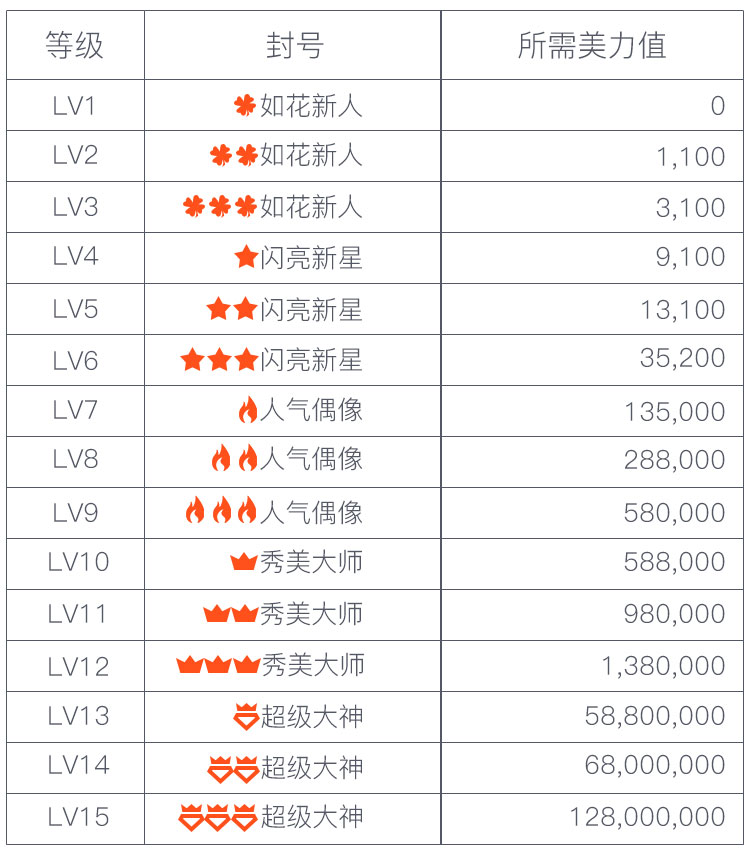 等级 封号 所需美力值
LV1 如花新人 0
LV2 如花新人 1,100
LV3 如花新人 3,100
LV4 闪亮新星 9,100
LV5 闪亮新星 13,100
LV6 闪亮新星 35,200
LV7 人气偶像 135,000
LV8 人气偶像 288,000
LV9 人气偶像 580,000
LV10 秀美大师 588,000
LV11 秀美大师 980,000
LV12 秀美大师 1,380,000
LV13 超级大神 58,800,000
LV14 超级大神 68,000,000
LV15 超级大神 128,000,000